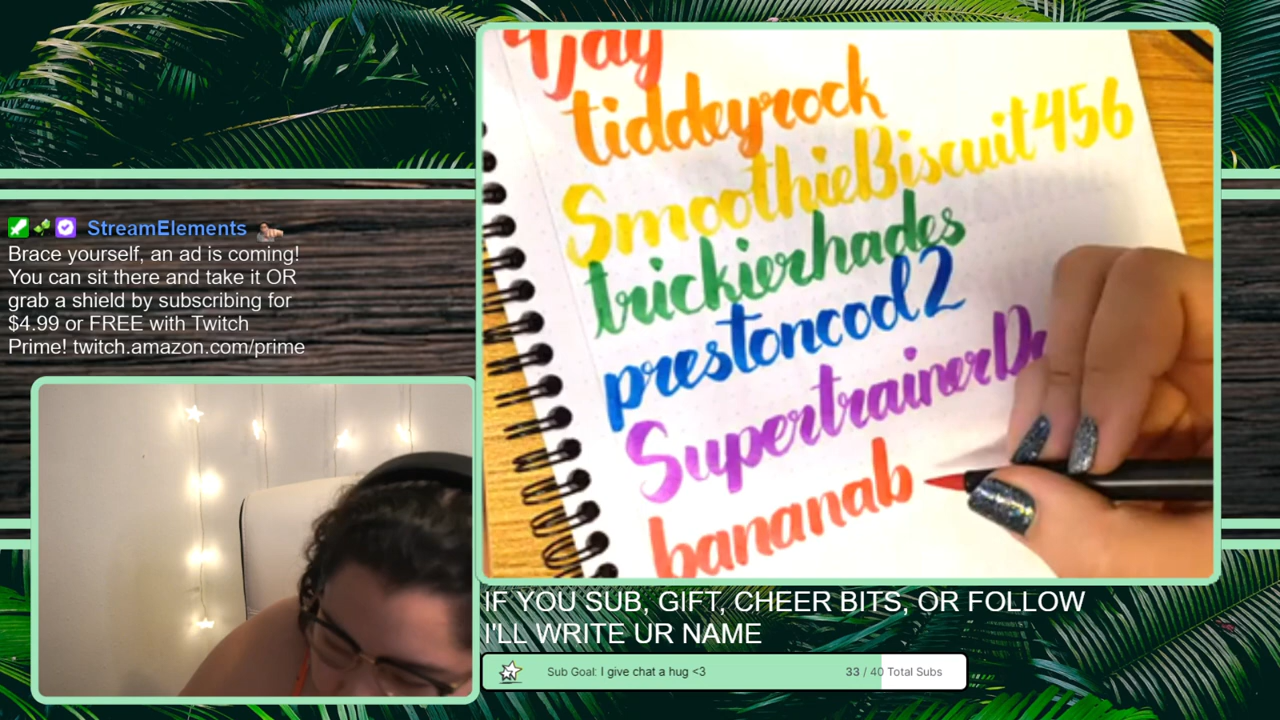 StreamElements
Brace yourself, an ad is coming!
You can sit there and take it OR
grab a shield by subscribing for
$4.99 or FREE with Twitch
Prime! twitch.amazon.com/prime
tiddeyrock
SmoothieBiscuit456
trickierhades
prestoncool2
SupertrainerD
bananab
IF YOU SUB, GIFT, CHEER BITS, OR FOLLOW
I'LL WRITE UR NAME
Sub Goal: I give chat a hug <3
33 / 40 Total Subs